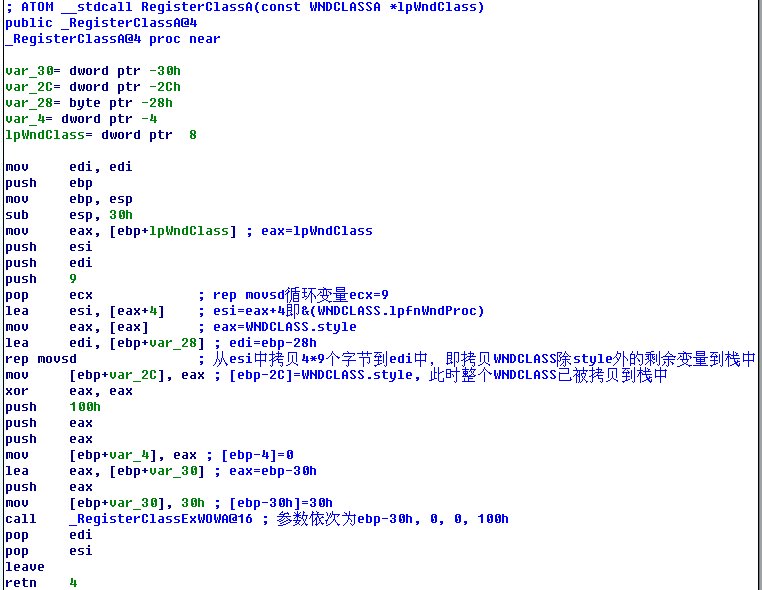 ; ATOM __stdcall RegisterClassA(const WNDCLASSA *lpWndClass)
public _RegisterClassA@4
_RegisterClassA@4 proc near
var_30= dword ptr -30h
var_2C= dword ptr -2Ch
var_28= byte ptr -28h
var_4= dword ptr -4
lpWndClass= dword ptr  8
mov     edi, edi
push    ebp
mov     ebp, esp
sub     esp, 30h
mov     eax, [ebp+lpWndClass] ; eax=lpWndClass
push    esi
push    edi
push    9
pop     ecx             ; rep movsd循环变量ecx=9
lea     esi, [eax+4]    ; esi=eax+4即&(WNDCLASS.lpfnWndProc)
mov     eax, [eax]      ; eax=WNDCLASS.style
lea     edi, [ebp+var_28] ; edi=ebp-28h
rep movsd               ; 从esi中拷贝4*9个字节到edi中，即拷贝WNDCLASS除style外的剩余变量到栈中
mov     [ebp+var_2C], eax ; [ebp-2C]=WNDCLASS.style，此时整个WNDCLASS已被拷贝到栈中
xor     eax, eax
push    100h
push    eax
push    eax
mov     [ebp+var_4], eax ; [ebp-4]=0
lea     eax, [ebp+var_30] ; eax=ebp-30h
push    eax
mov     [ebp+var_30], 30h ; [ebp-30h]=30h
call    _RegisterClassExWOWA@16 ; 参数依次为ebp-30h, 0, 0, 100h
pop     edi
pop     esi
leave
retn    4